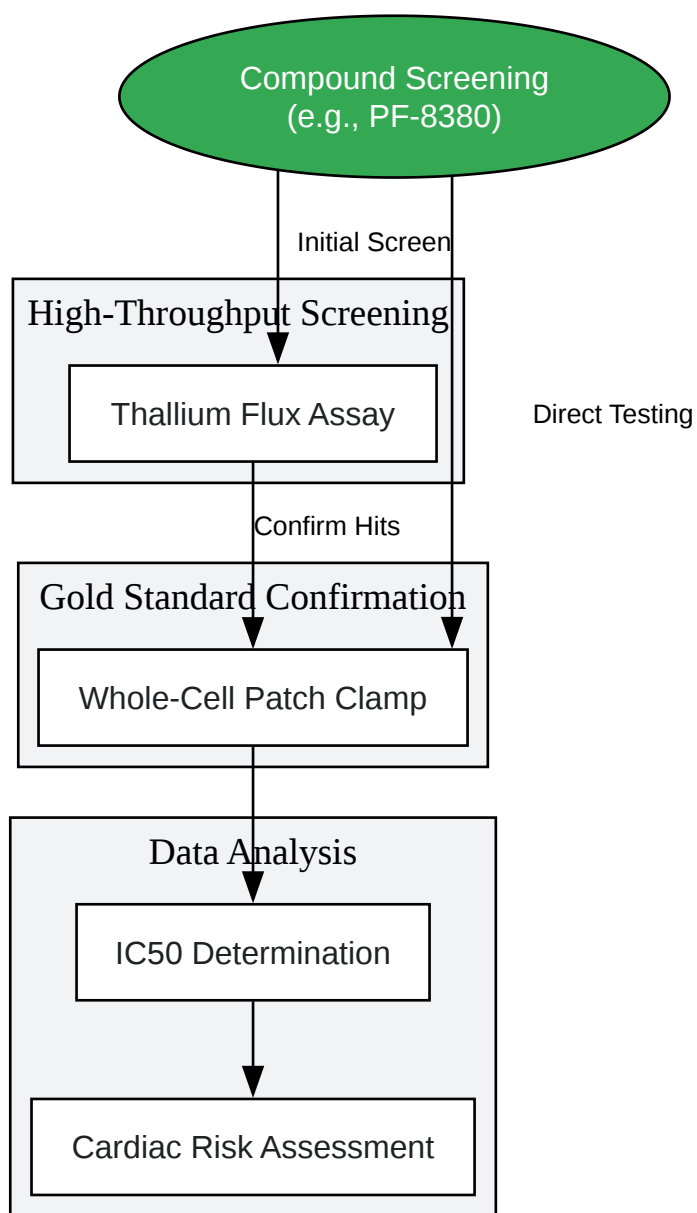 Compound Screening
(e.g., PF-8380)
Initial Screen
High-Throughput Screening
Thallium Flux Assay
Direct Testing
Confirm Hits
Gold Standard Confirmation
Whole-Cell Patch Clamp
Data Analysis
IC50 Determination
Cardiac Risk Assessment